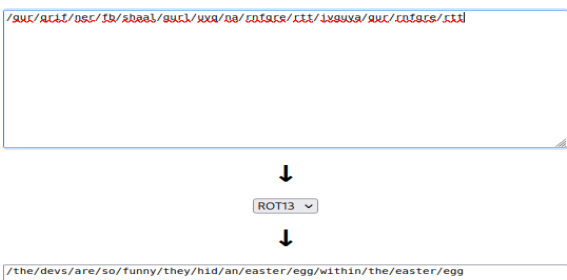 /gur/qrif/ner/fb/shaal/gurl/uvq/na/rnfgre/rtt/jvguva/gur/rnfgre/rtt
ROT13
/the/devs/are/so/funny/they/hid/an/easter/egg/within/the/easter/egg